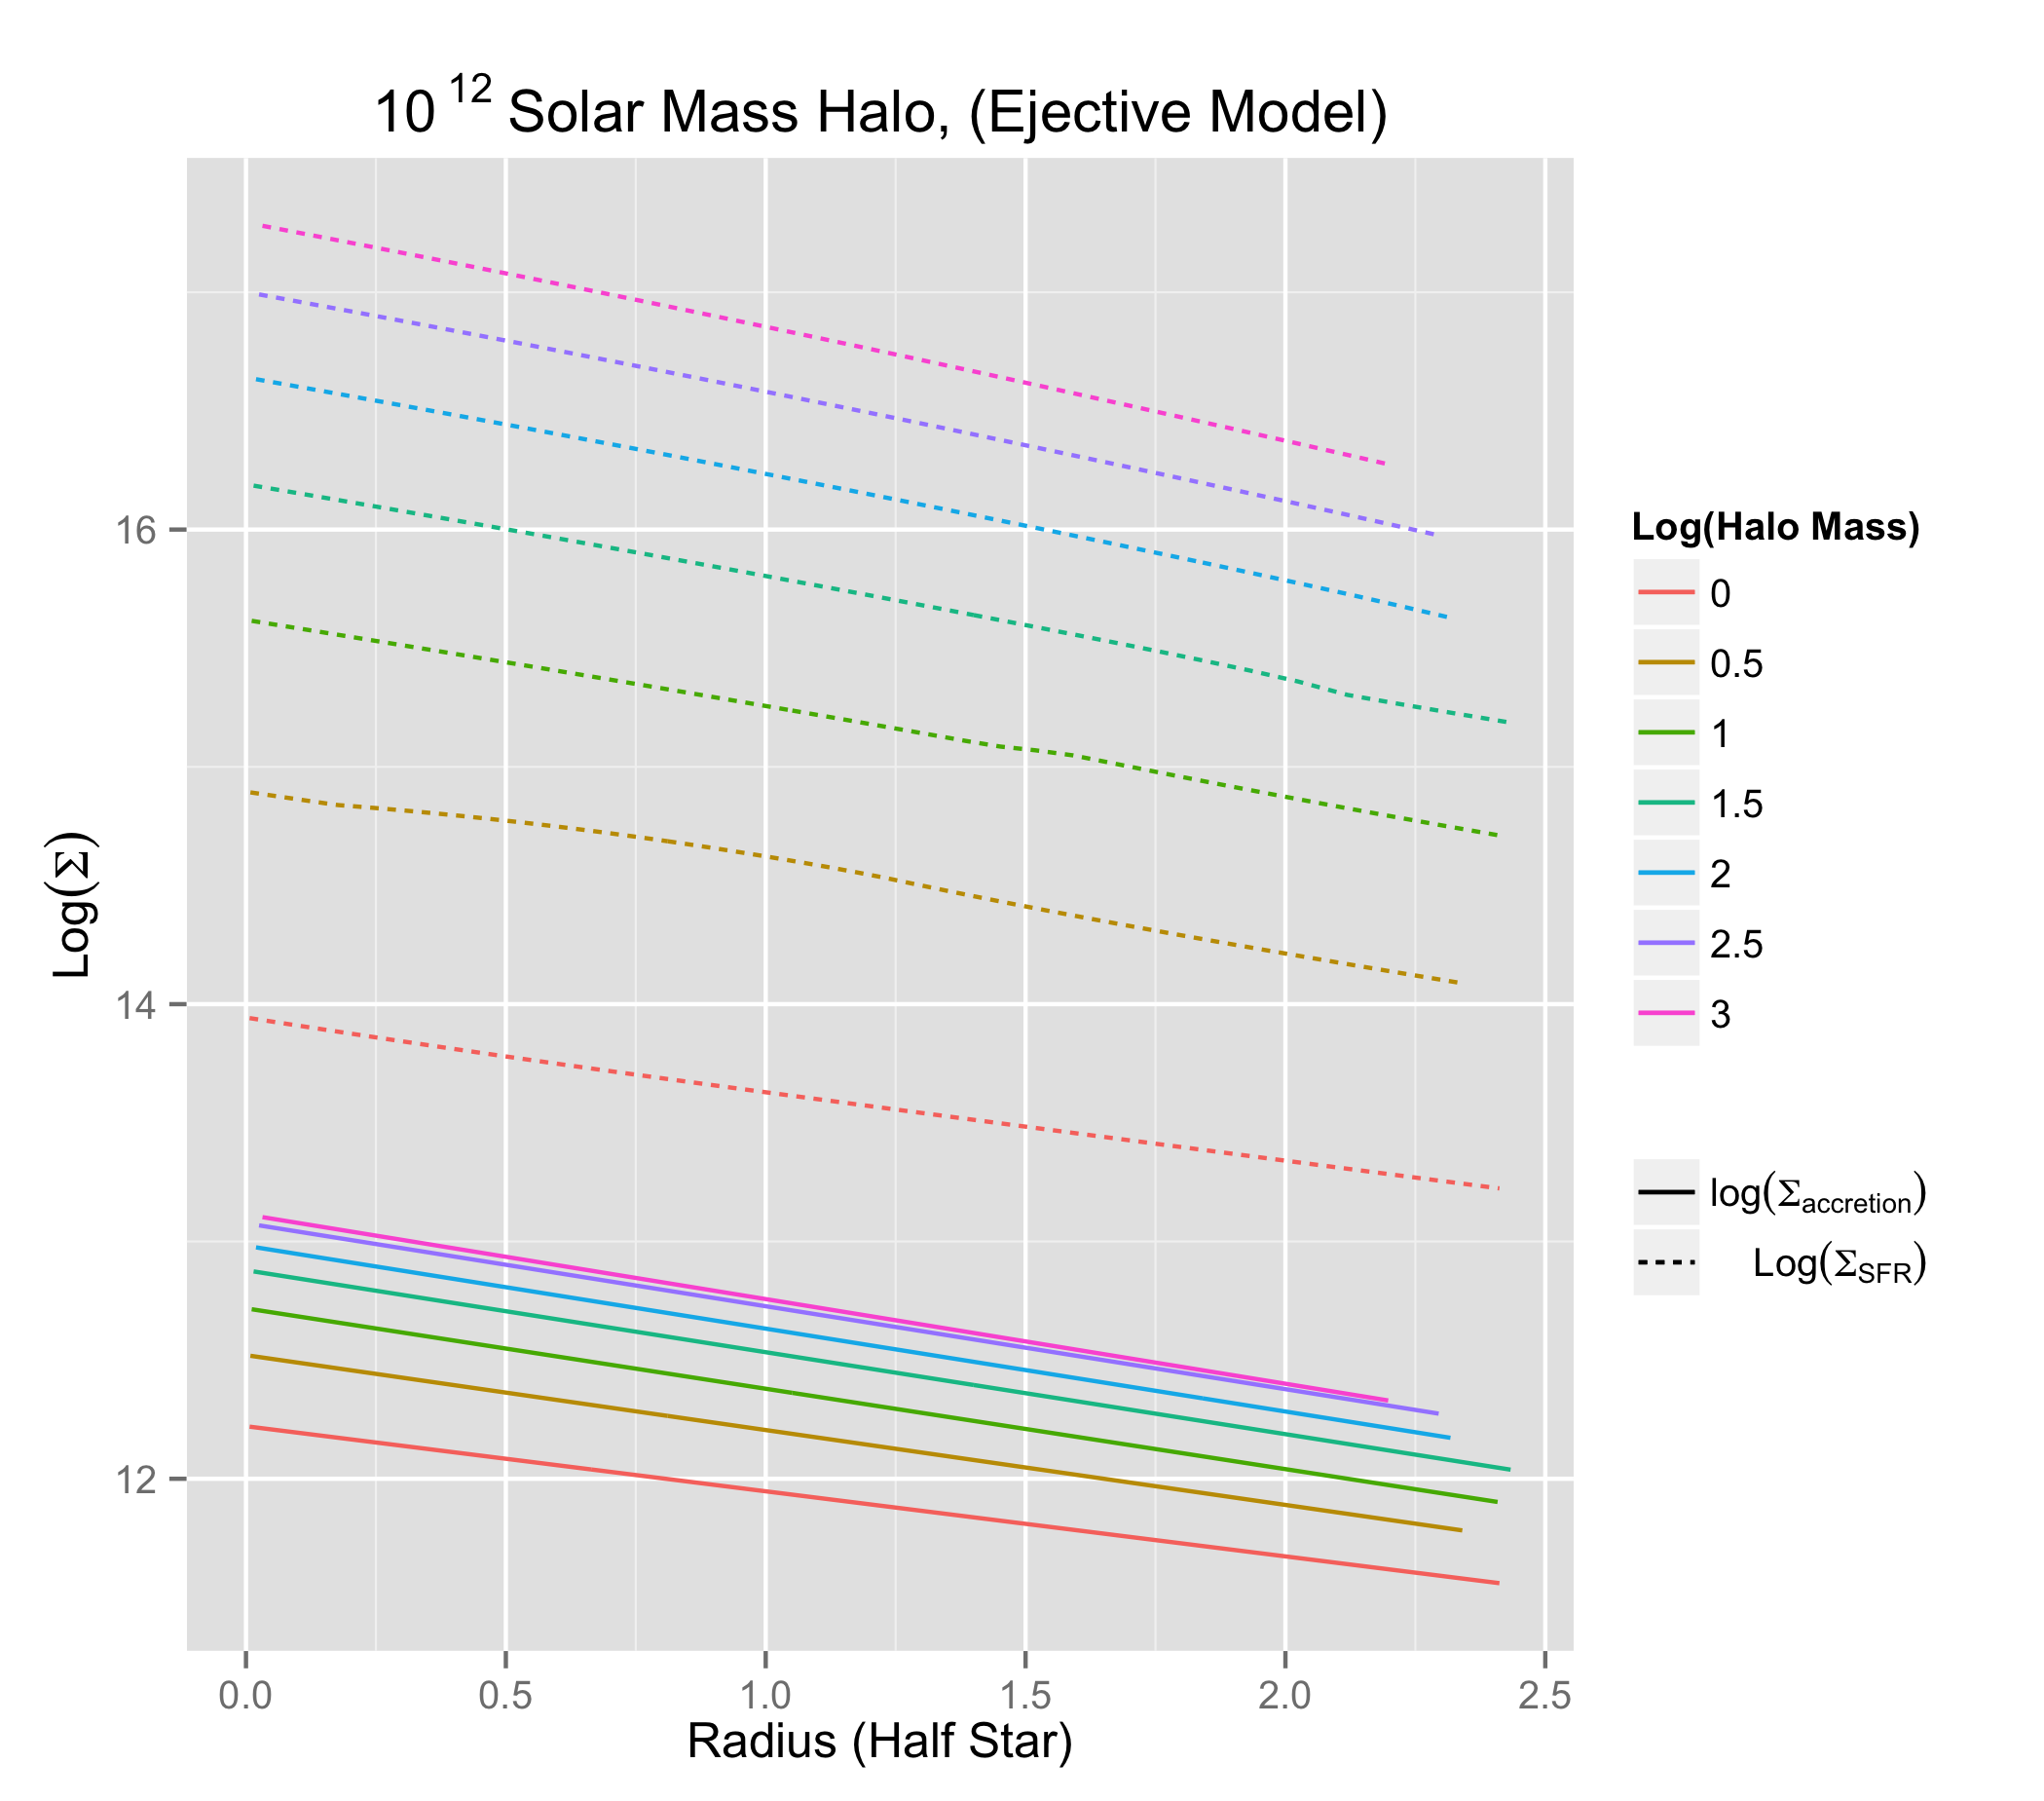 10 12 Solar Mass Halo, (Ejective Model)
Log(Σ)
16
14
12
0.0 0.5 1.0 1.5 2.0 2.5
Radius (Half Star)
Log(Halo Mass)
0
0.5
1
1.5
2
2.5
3
log(Σaccretion)
Log(ΣSFR)